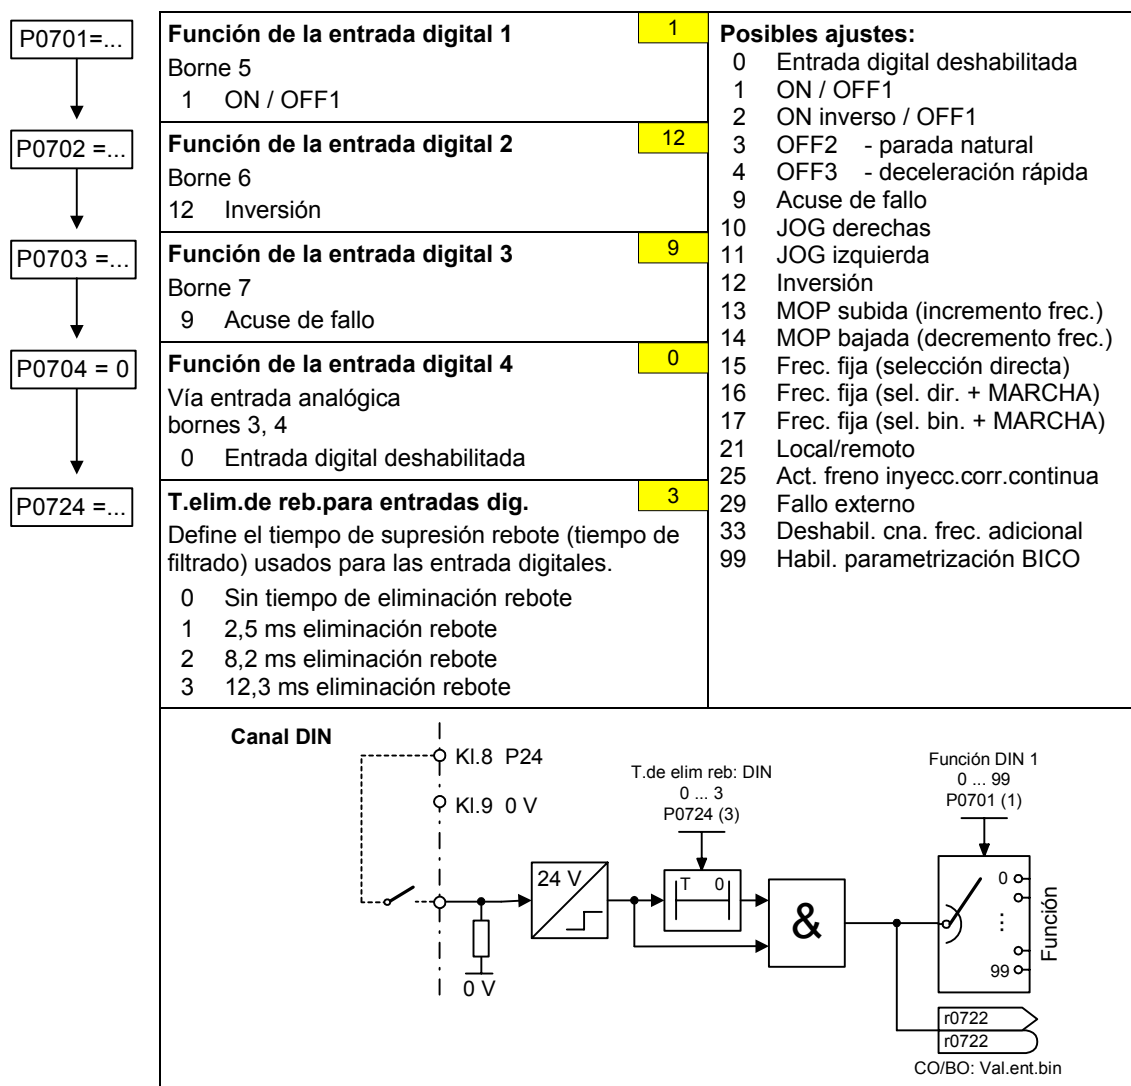 P0701=...
Función de la entrada digital 1
1
Borne 5
1 ON / OFF1
P0702 =...
Función de la entrada digital 2
12
Borne 6
12 Inversión
P0703 =...
Función de la entrada digital 3
9
Borne 7
9 Acuse de fallo
P0704 = 0
Función de la entrada digital 4
0
Vía entrada analógica
bornes 3, 4
0 Entrada digital deshabilitada
P0724 =...
T.elim.de reb.para entradas dig.
3
Define el tiempo de supresión rebote (tiempo de
filtrado) usados para las entrada digitales.
0 Sin tiempo de eliminación rebote
1 2,5 ms eliminación rebote
2 8,2 ms eliminación rebote
3 12,3 ms eliminación rebote
Posibles ajustes:
0 Entrada digital deshabilitada
1 ON / OFF1
2 ON inverso / OFF1
3 OFF2 - parada natural
4 OFF3 - deceleración rápida
9 Acuse de fallo
10 JOG derechas
11 JOG izquierda
12 Inversión
13 MOP subida (incremento frec.)
14 MOP bajada (decremento frec.)
15 Frec. fija (selección directa)
16 Frec. fija (sel. dir. + MARCHA)
17 Frec. fija (sel. bin. + MARCHA)
21 Local/remoto
25 Act. freno inyecc.corr.continua
29 Fallo externo
33 Deshabil. cna. frec. adicional
99 Habil. parametrización BICO
Canal DIN
Kl.8 P24
Kl.9 0 V
0 V
24 V
T.de elim reb: DIN
0 ... 3
P0724 (3)
T 0
&
Función DIN 1
0 ... 99
P0701 (1)
0
...
99
Función
r0722
r0722
CO/BO: Val.ent.bin